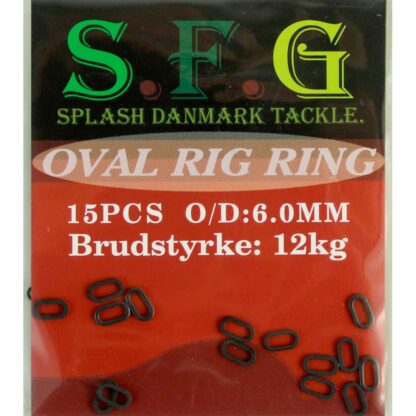 S.F.G
SPLASH DANMARK TACKLE.
OVAL RIG RING
15PCS O/D:6.0MM
Brudstyrke: 12kg